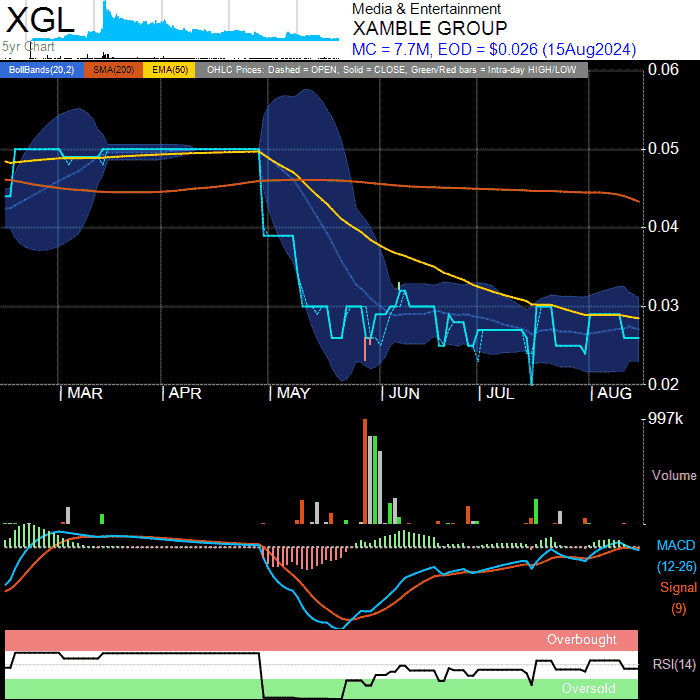 XGL
5yr Chart
Media & Entertainment
XAMBLE GROUP
MC = 7.7M, EOD = $0.026 (15Aug2024)
BollBands(20,2) SMA(200) EMA(50) OHLC Prices: Dashed = OPEN, Solid = CLOSE, Green/Red bars = Intra-day HIGH/LOW
0.06
0.05
0.04
0.03
0.02
MAR APR MAY JUN JUL AUG
997k
Volume
MACD
(12-26)
Signal
(9)
Overbought
RSI(14)
Oversold